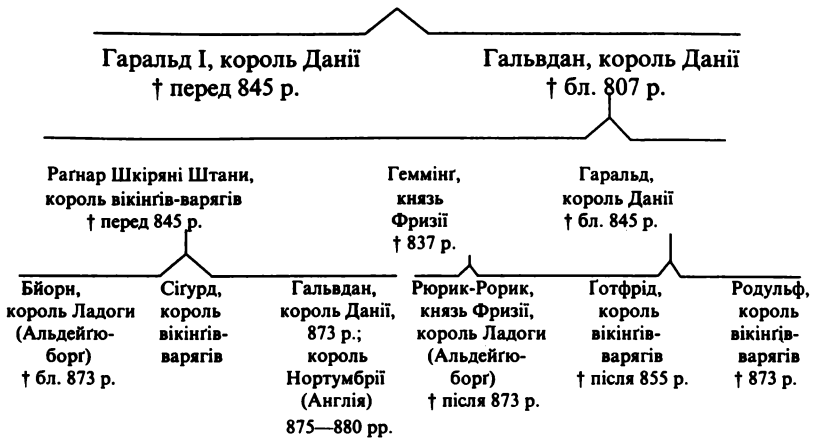 Гаральд I, король Данії
† перед 845 р.
Гальвдан, король Данії
† бл. 807 р.
Раґнар Шкіряні Штани,
король вікінґів-варягів
† перед 845 р.
Геммінґ,
князь
Фризії
† 837 р.
Гаральд,
король Данії
† бл. 845 р.
Бйорн,
король Ладоги
(Альдейґю-
борґ)
† бл. 873 р.
Сіґурд,
король
вікінґів-
варягів
Гальвдан,
король Данії,
873 р.;
король
Нортумбрії
(Англія)
875—880 рр.
Рюрик-Рорик,
князь Фризії,
король Ладоги
(Альдейґю-
борґ)
† після 873 р.
Ґотфрід,
король
вікінґів-
варягів
† після 855 р.
Родульф,
король
вікінґів-
варягів
† 873 р.